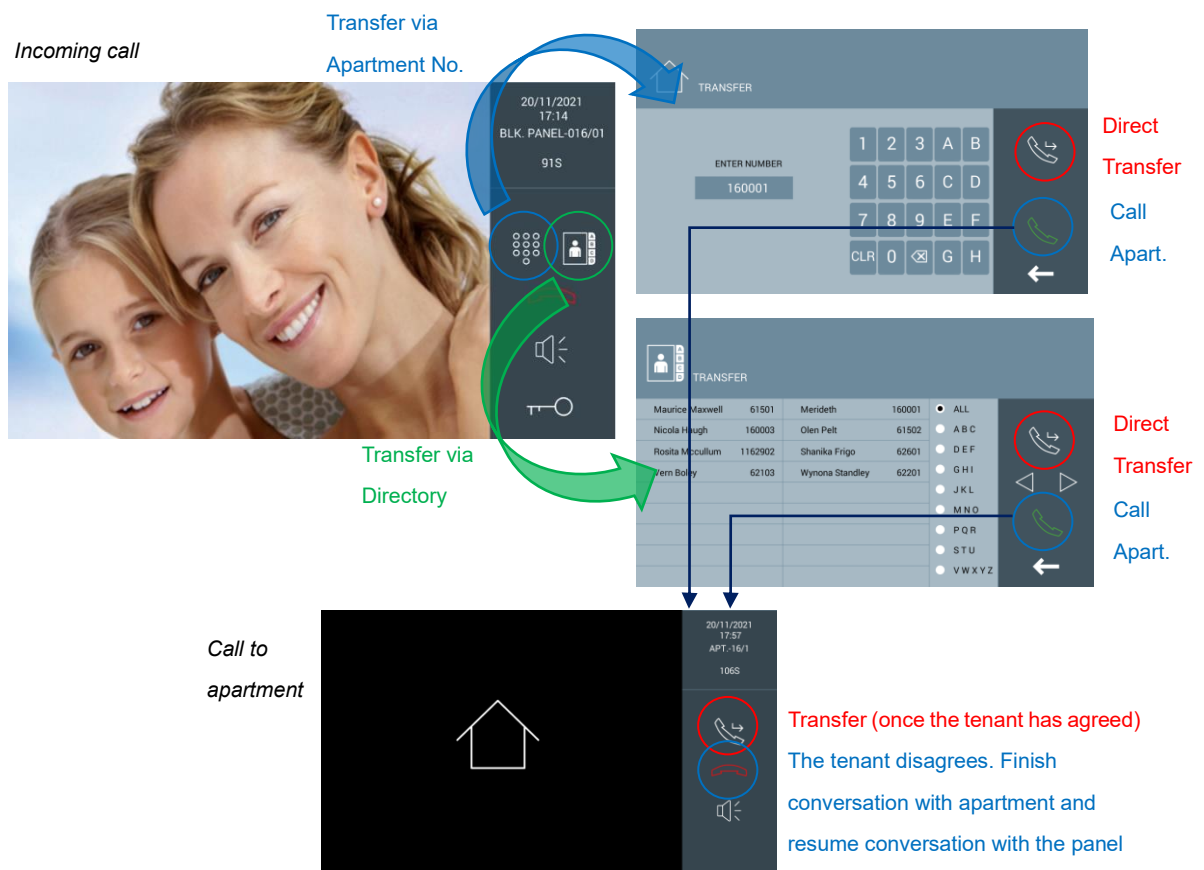 Transfer via
Apartment No.
Incoming call
20/11/2021
17:14
BLK. PANEL-016/01
91S
A
B
C
D
TRANSFER
ENTER NUMBER
160001
1 2 3 A B
4 5 6 C D
7 8 9 E F
CLR 0 G H
Direct
Transfer
Call
Apart.
Transfer via
Directory
A
B
C
D
TRANSFER
Maurice Maxwell 61501 Merideth 160001 ALL
Nicola Haugh 160003 Olen Pelt 61502 A B C
Rosita Mccullum 1162902 Shanika Frigo 62601 D E F
Vern Boley 62103 Wynona Standley 62201 G H I
J K L
M N O
P Q R
S T U
V W X Y Z
Direct
Transfer
Call
Apart.
Call to
apartment
20/11/2021
17:57
APT.-16/1
106S
Transfer (once the tenant has agreed)
The tenant disagrees. Finish
conversation with apartment and
resume conversation with the panel